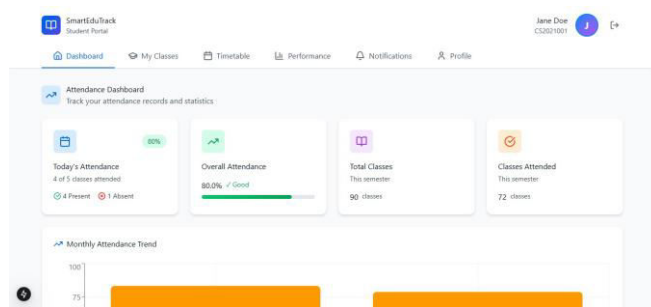 SmartEduTrack
Student Portal
Jane Doe
CS2021001
J
Dashboard
My Classes
Timetable
Performance
Notifications
Profile
Attendance Dashboard
Track your attendance records and statistics
80%
Today's Attendance
4 of 5 classes attended
4 Present
1 Absent
Overall Attendance
80.0% ✓ Good
Total Classes
This semester
90 classes
Classes Attended
This semester
72 classes
Monthly Attendance Trend
100
75